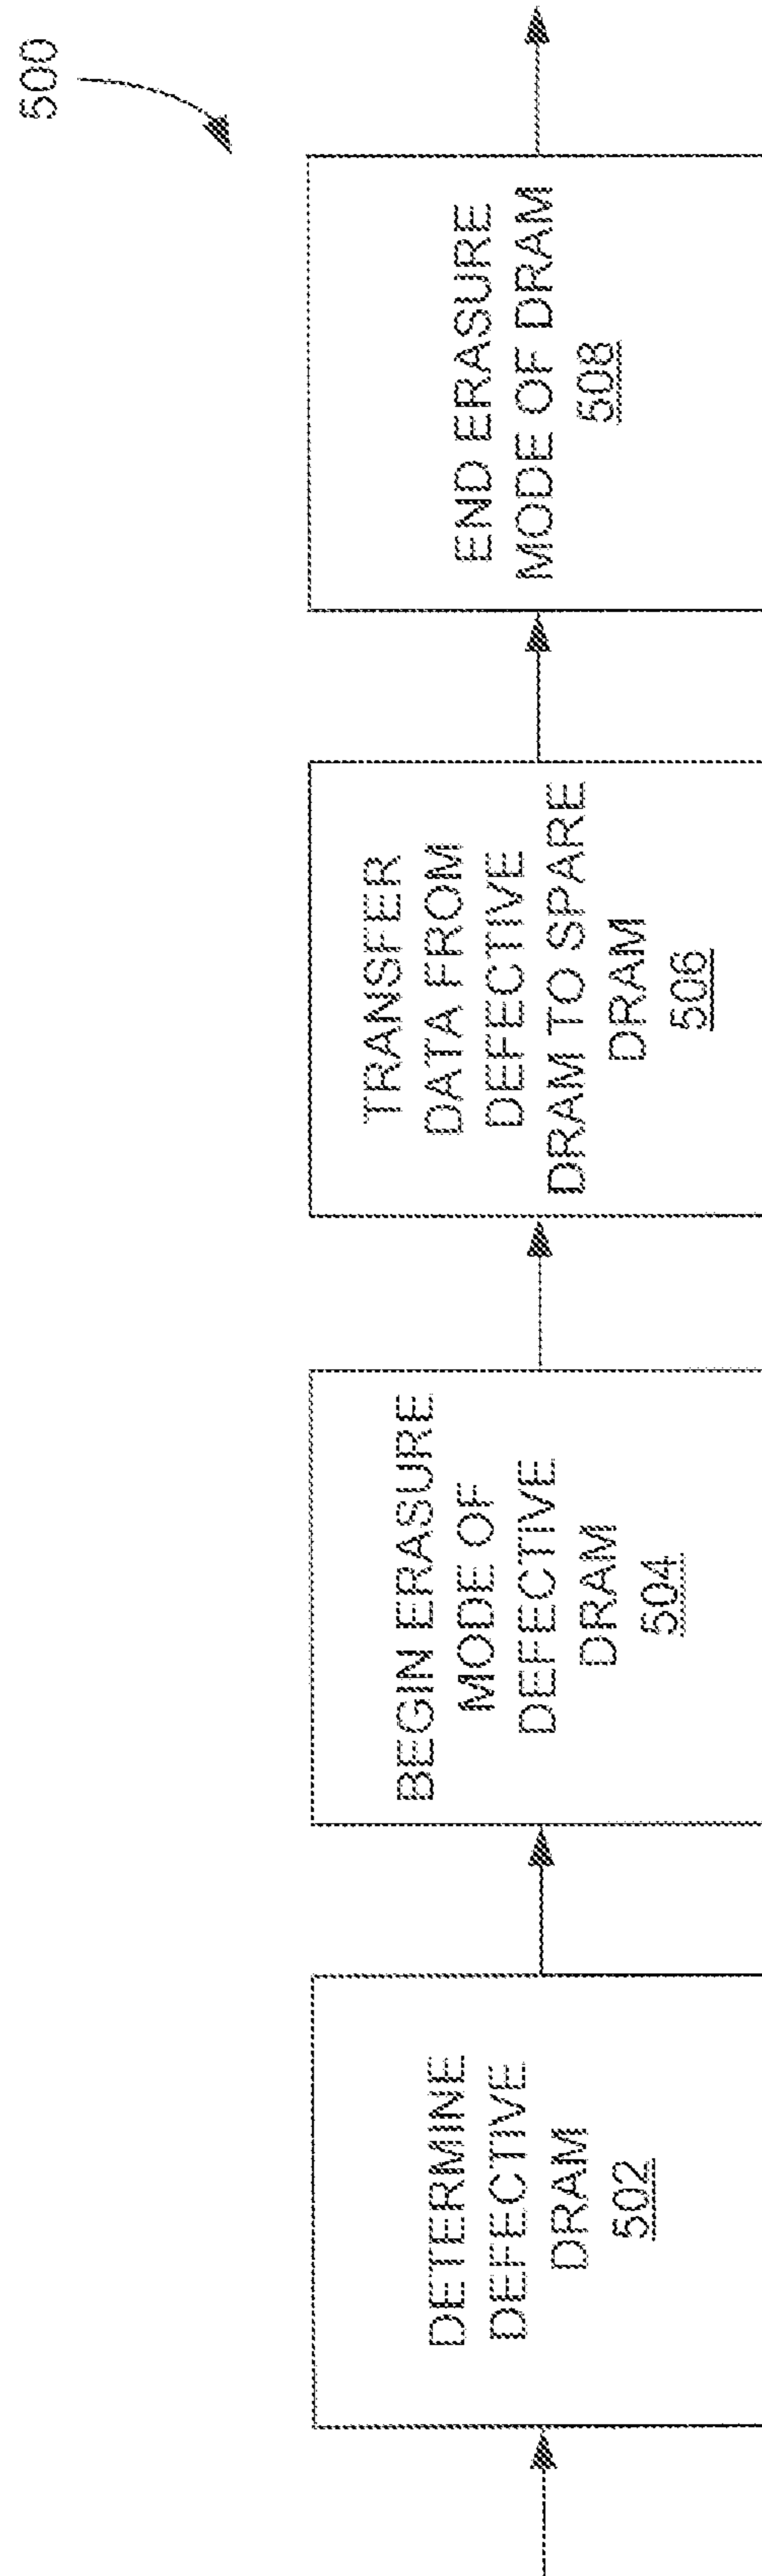 500
DETERMINE
DEFECTIVE
DRAM
502
BEGIN ERASURE
MODE OF
DEFECTIVE
DRAM
504
TRANSFER
DATA FROM
DEFECTIVE
DRAM TO SPARE
DRAM
506
END ERASURE
MODE OF DRAM
508